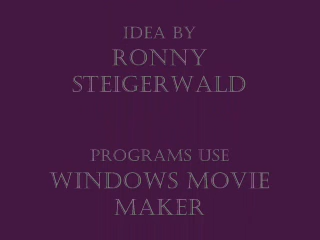 IDEA BY
RONNY
STEIGERWALD
PROGRAMS USE
WINDOWS MOVIE
MAKER